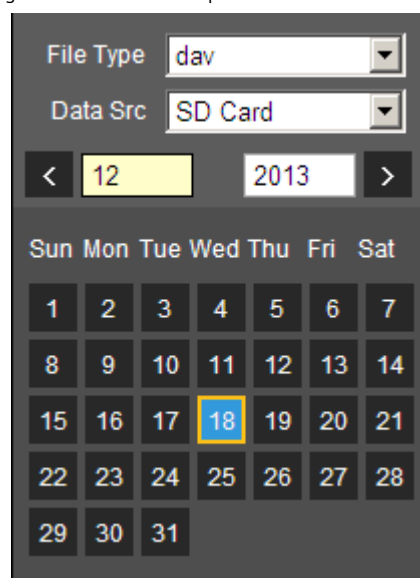 File Type dav
Data Src SD Card
< 12 2013 >
Sun Mon Tue Wed Thu Fri Sat
1 2 3 4 5 6 7
8 9 10 11 12 13 14
15 16 17 18 19 20 21
22 23 24 25 26 27 28
29 30 31